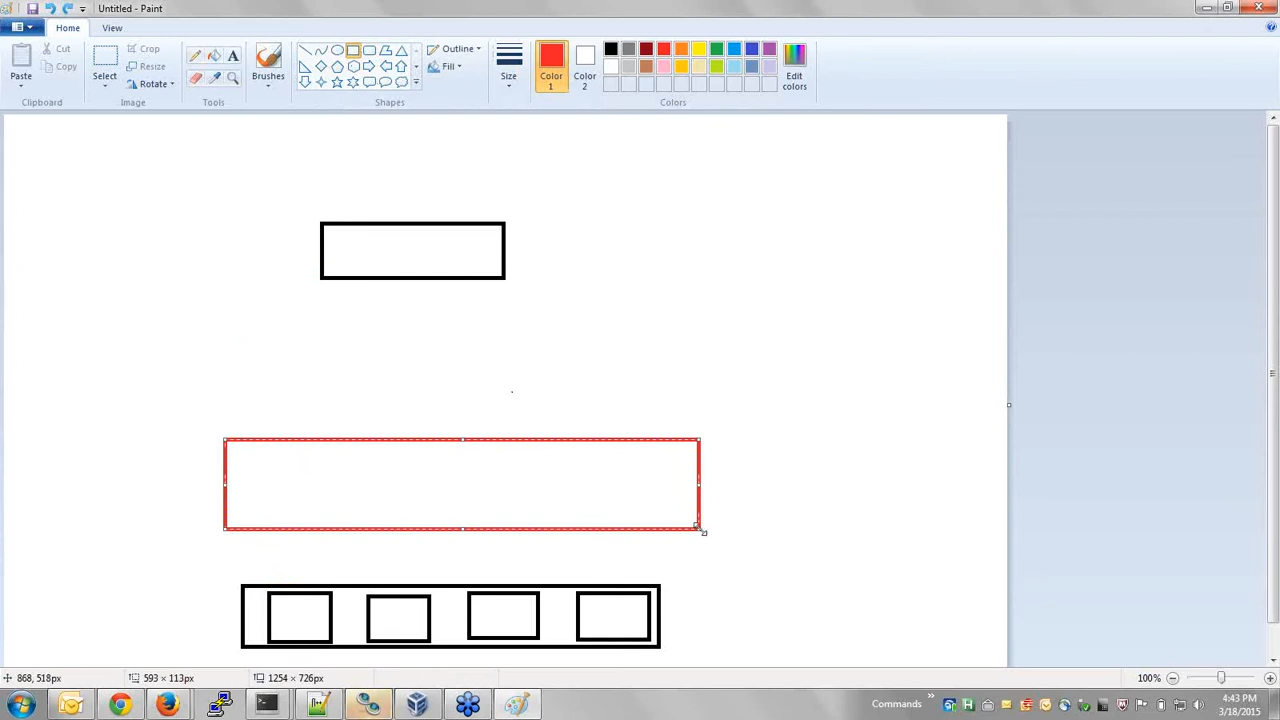 Untitled - Paint
Home View
Paste
Cut
Copy
Clipboard
Select
Crop
Resize
Rotate
Image
Tools
Brushes
Outline
Fill
Shapes
Size
Color 1
Color 2
Edit colors
Colors
868, 518px
593 × 113px
1254 × 726px
100%
Commands
4:43 PM
3/18/2015